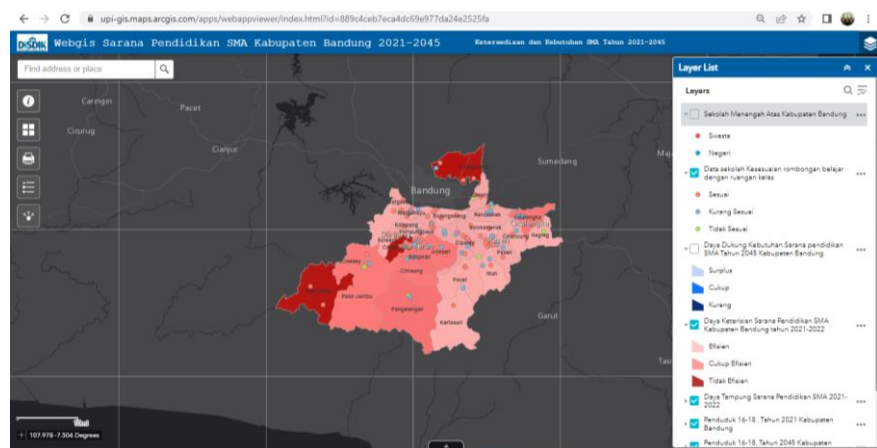 upi-gis.maps.arcgis.com/apps/webappviewer/index.html?id=889c4ceb7eca4dc69e977da24e2525fa
DISDIK Webgis Sarana Pendidikan SMA Kabupaten Bandung 2021-2045
Ketersediaan dan Kebutuhan SMA Tahun 2021-2045
Find address or place
Caringin
Pacet
Cicurug
Cianjur
Sumedang
Bandung
Garut
Cimaung
Pacet
Ibun
Pasir Jambu
Pangalengan
Kertasari
Layer List
Layers
Sekolah Menengah Atas Kabupaten Bandung
Swasta
Negeri
Data sekolah Kesesuaian rombongan belajar
dengan ruangan kelas
Sesuai
Kurang Sesuai
Tidak Sesuai
Daya Dukung Kebutuhan Sarana pendidikan
SMA Tahun 2045 Kabupaten Bandung
Surplus
Cukup
Kurang
Daya Keterisian Sarana Pendidikan SMA
Kabupaten Bandung tahun 2021-2022
Efisien
Cukup Efisien
Tidak Efisien
Daya Tampung Sarana Pendidikan SMA 2021-
2022
Penduduk 16-18 , Tahun 2021 Kabupaten
Bandung
Penduduk 16-18, Tahun 2045 Kabupaten
107.978 -7.504 Degrees